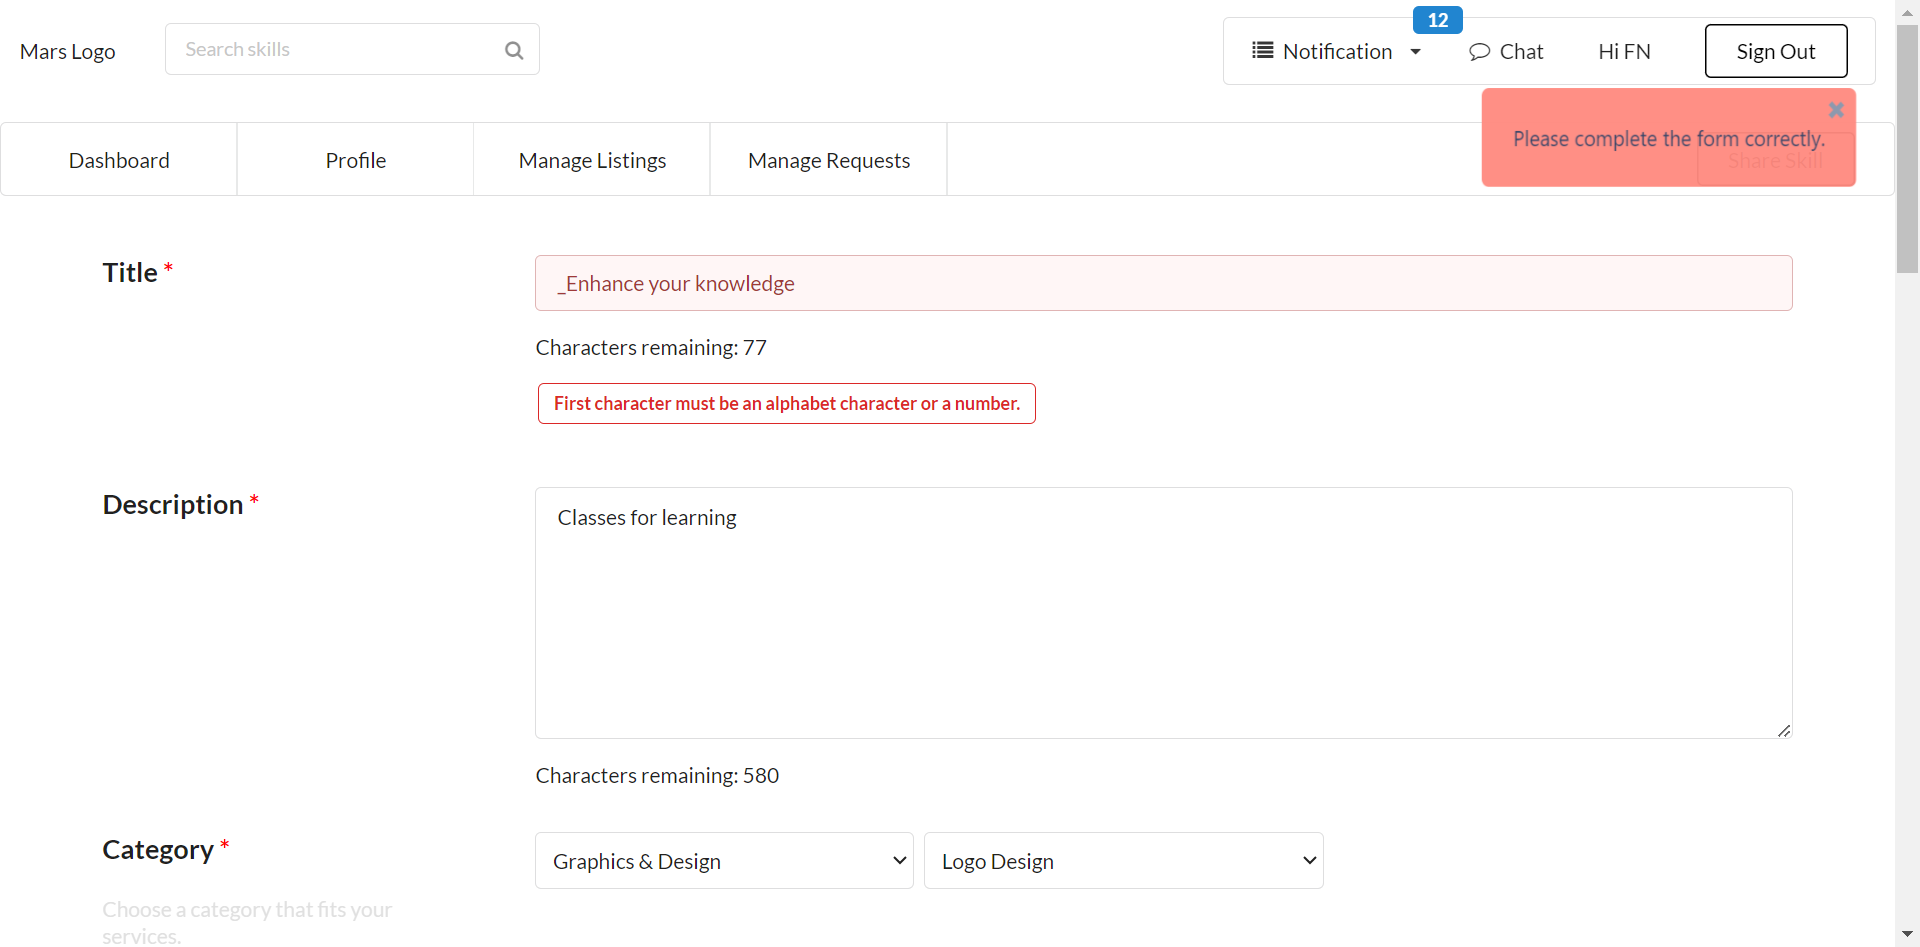 Mars Logo
Search skills
12
Notification
Chat
Hi FN
Sign Out
Please complete the form correctly.
Dashboard
Profile
Manage Listings
Manage Requests
Share Skill
Title *
_Enhance your knowledge
Characters remaining: 77
First character must be an alphabet character or a number.
Description *
Classes for learning
Characters remaining: 580
Category *
Graphics & Design
Logo Design
Choose a category that fits your
services.